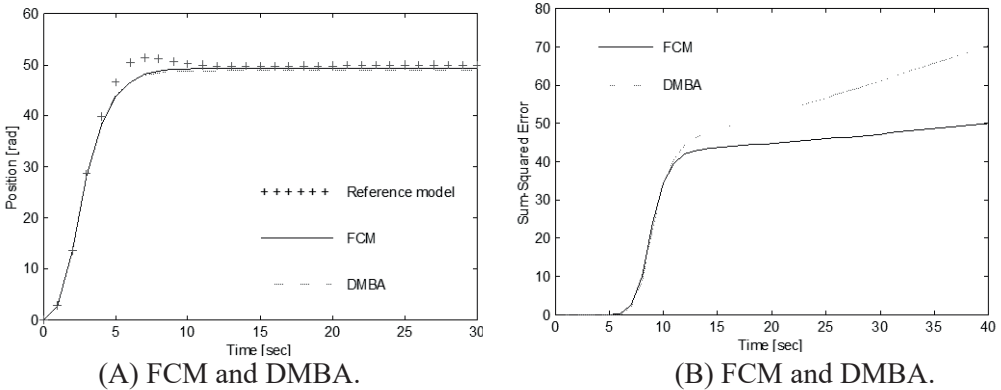 60
50
40
30
20
10
0
Position [rad]
0 5 10 15 20 25 30
Time [sec]
Reference model
FCM
DMBA
(A) FCM and DMBA.
80
70
60
50
40
30
20
10
0
Sum-Squared Error
0 5 10 15 20 25 30 35 40
Time [sec]
FCM
DMBA
(B) FCM and DMBA.